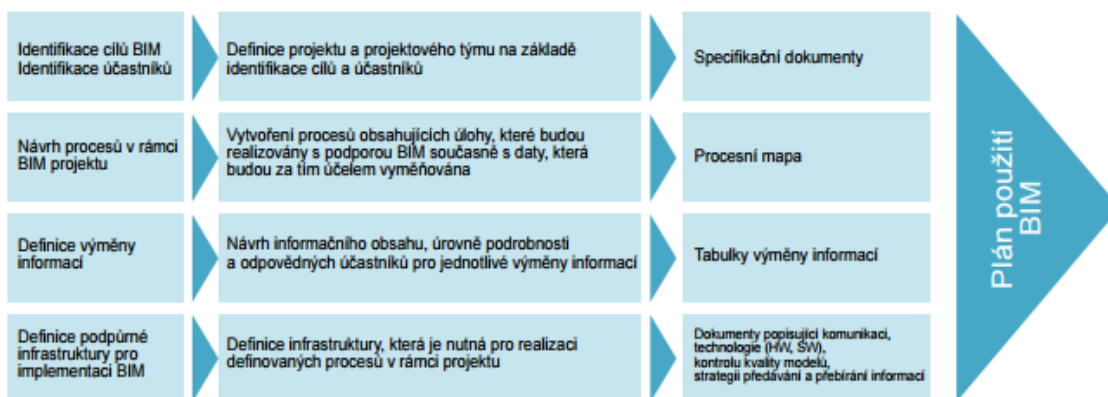 Identifikace cílů BIM
Identifikace účastníků
Definice projektu a projektového týmu na základě
identifikace cílů a účastníků
Specifikační dokumenty
Návrh procesů v rámci
BIM projektu
Vytvoření procesů obsahujících úlohy, které budou
realizovány s podporou BIM současně s daty, která
budou za tím účelem vyměňována
Procesní mapa
Definice výměny
informací
Návrh informačního obsahu, úrovně podrobnosti
a odpovědných účastníků pro jednotlivé výměny informací
Tabulky výměny informací
Definice podpůrné
infrastruktury pro
implementaci BIM
Definice infrastruktury, která je nutná pro realizaci
definovaných procesů v rámci projektu
Dokumenty popisující komunikaci,
technologie (HW, SW),
kontrolu kvality modelů,
strategii předávání a přebírání informací
Plán použití
BIM